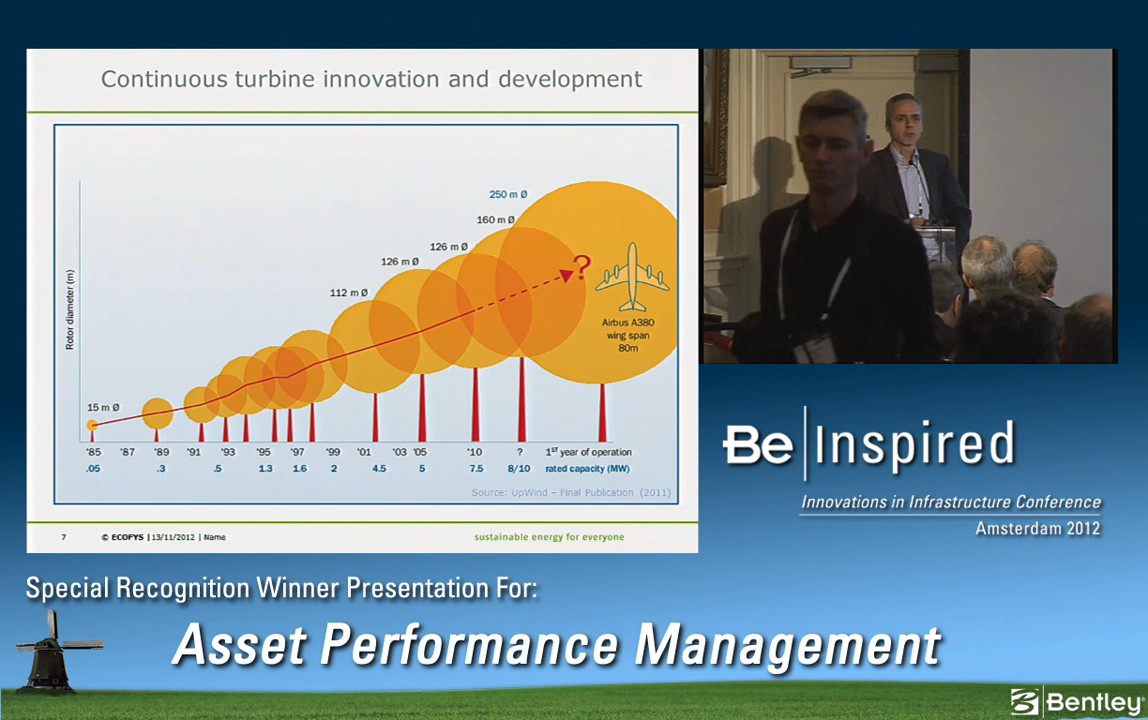 Continuous turbine innovation and development
250 m Ø
160 m Ø
126 m Ø
126 m Ø
112 m Ø
?
Airbus A380
wing span
80m
Rotor diameter (m)
15 m Ø
'85 '87 '89 '91 '93 '95 '97 '99 '01 '03 '05 '10 ? 1ST year of operation
.05 .3 .5 1.3 1.6 2 4.5 5 7.5 8/10 rated capacity (MW)
Source: UpWind – Final Publication (2011)
7 © ECOFYS | 13/11/2012 | Name sustainable energy for everyone
Be Inspired
Innovations in Infrastructure Conference
Amsterdam 2012
Special Recognition Winner Presentation For:
Asset Performance Management
Bentley